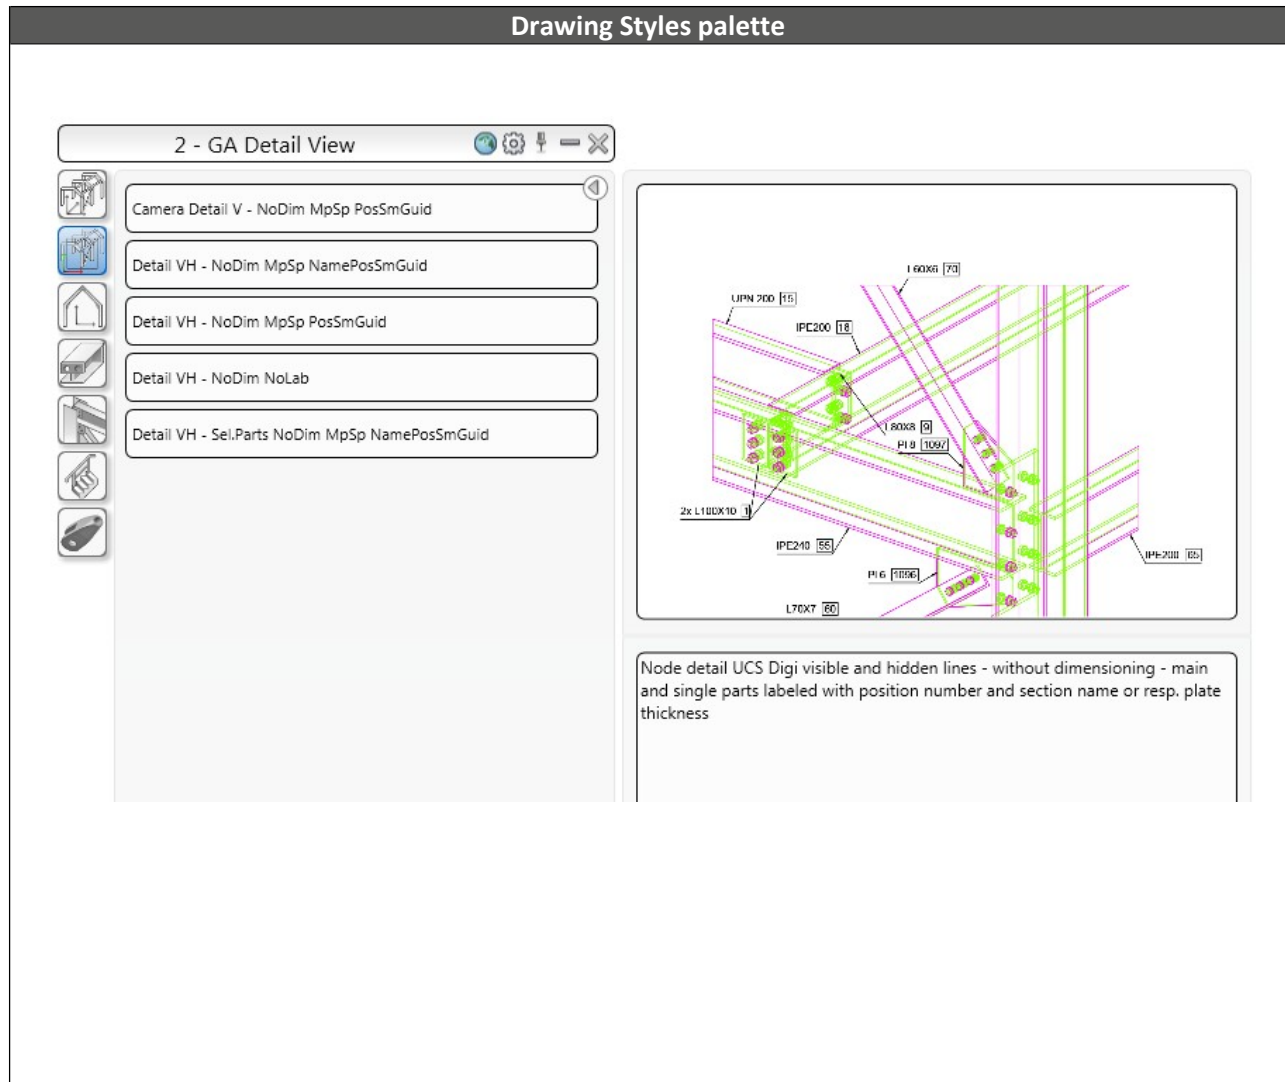 Drawing Styles palette
2 - GA Detail View
Camera Detail V - NoDim MpSp PosSmGuid
Detail VH - NoDim MpSp NamePosSmGuid
Detail VH - NoDim MpSp PosSmGuid
Detail VH - NoDim NoLab
Detail VH - Sel.Parts NoDim MpSp NamePosSmGuid
L60X6 70
UPN 200 15
IPE200 18
L80X8 9
Pl 8 1097
2x L100X10 1
IPE240 55
IPE200 65
Pl 6 1096
L70X7 60
Node detail UCS Digi visible and hidden lines - without dimensioning - main
and single parts labeled with position number and section name or resp. plate
thickness